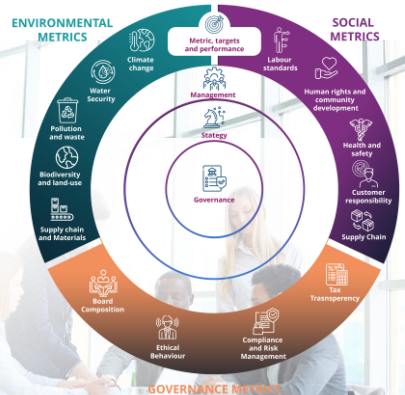 ENVIRONMENTAL
METRICS
SOCIAL
METRICS
Metric, targets
and performance
Climate
change
Water
Security
Pollution
and waste
Biodiversity
and land-use
Supply chain
and Materials
Labour
standards
Human rights and
community
development
Health and
safety
Customer
responsibility
Supply Chain
Management
Stategy
Governance
Board
Composition
Ethical
Behaviour
Compliance
and Risk
Management
Tax
Transnparency
GOVERNANCE METRICS